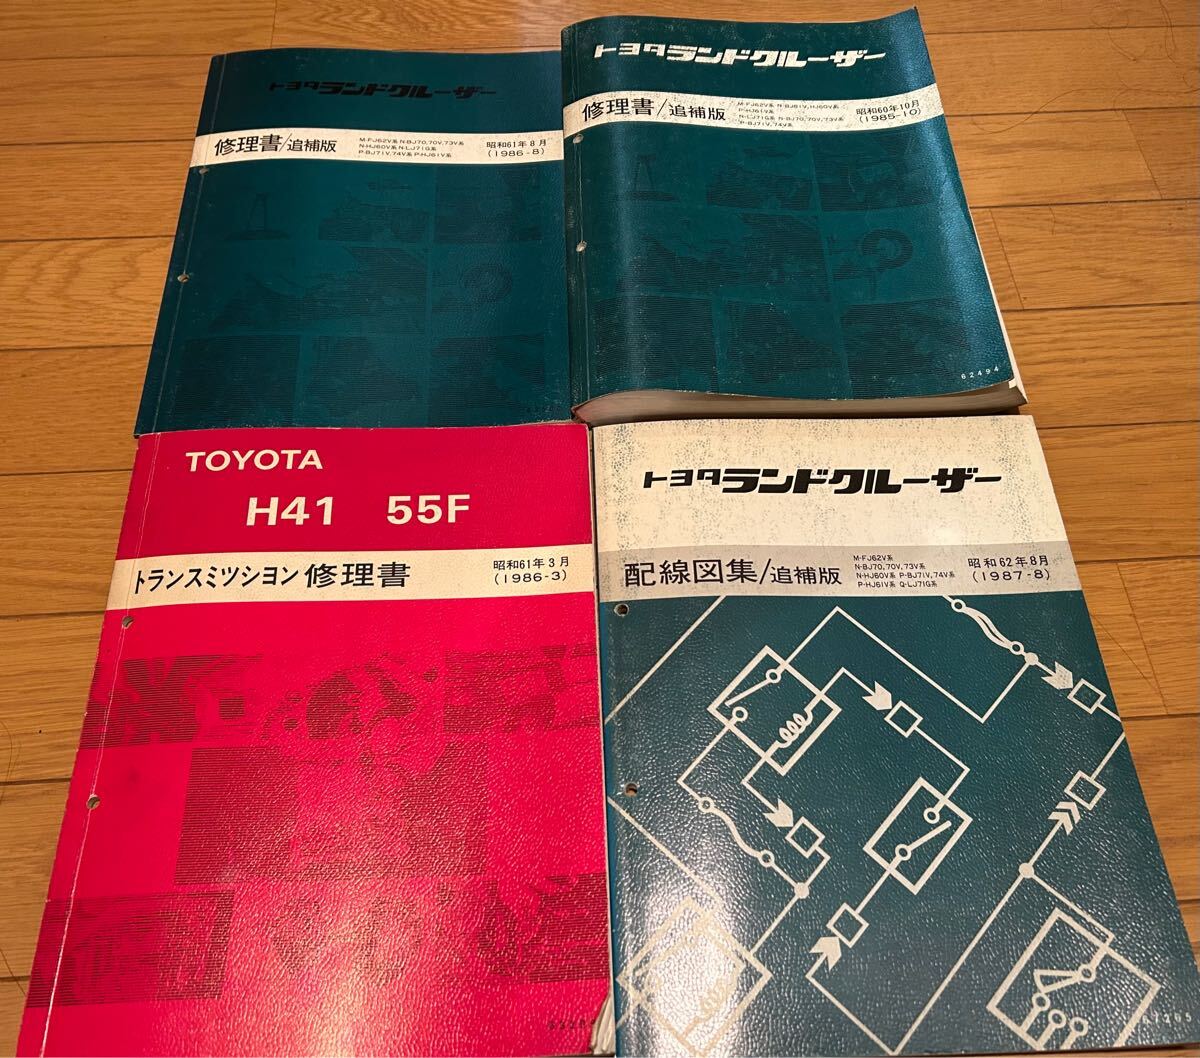 トヨタランドクルーザー
修理書/追補版
M-FJ62V系 N-BJ70,70V,73V系
N-HJ60V系 N-LJ71G系
P-BJ71V,74V系 P-HJ61V系
昭和61年8月
(1986-8)
トヨタランドクルーザー
修理書/追補版
M-FJ62V系 N-BJ61V,HJ60V系
P-HJ61V系
N-LJ71G系 N-BJ70,70V,73V系
P-BJ71V,74V系
昭和60年10月
(1985-10)
62494
TOYOTA
H41 55F
トランスミツシヨン 修理書
昭和61年3月
(1986-3)
トヨタランドクルーザー
配線図集/追補版
M-FJ62V系
N-BJ70,70V,73V系
N-HJ60V系 P-BJ71V,74V系
P-HJ61V系 Q-LJ71G系
昭和62年8月
(1987-8)